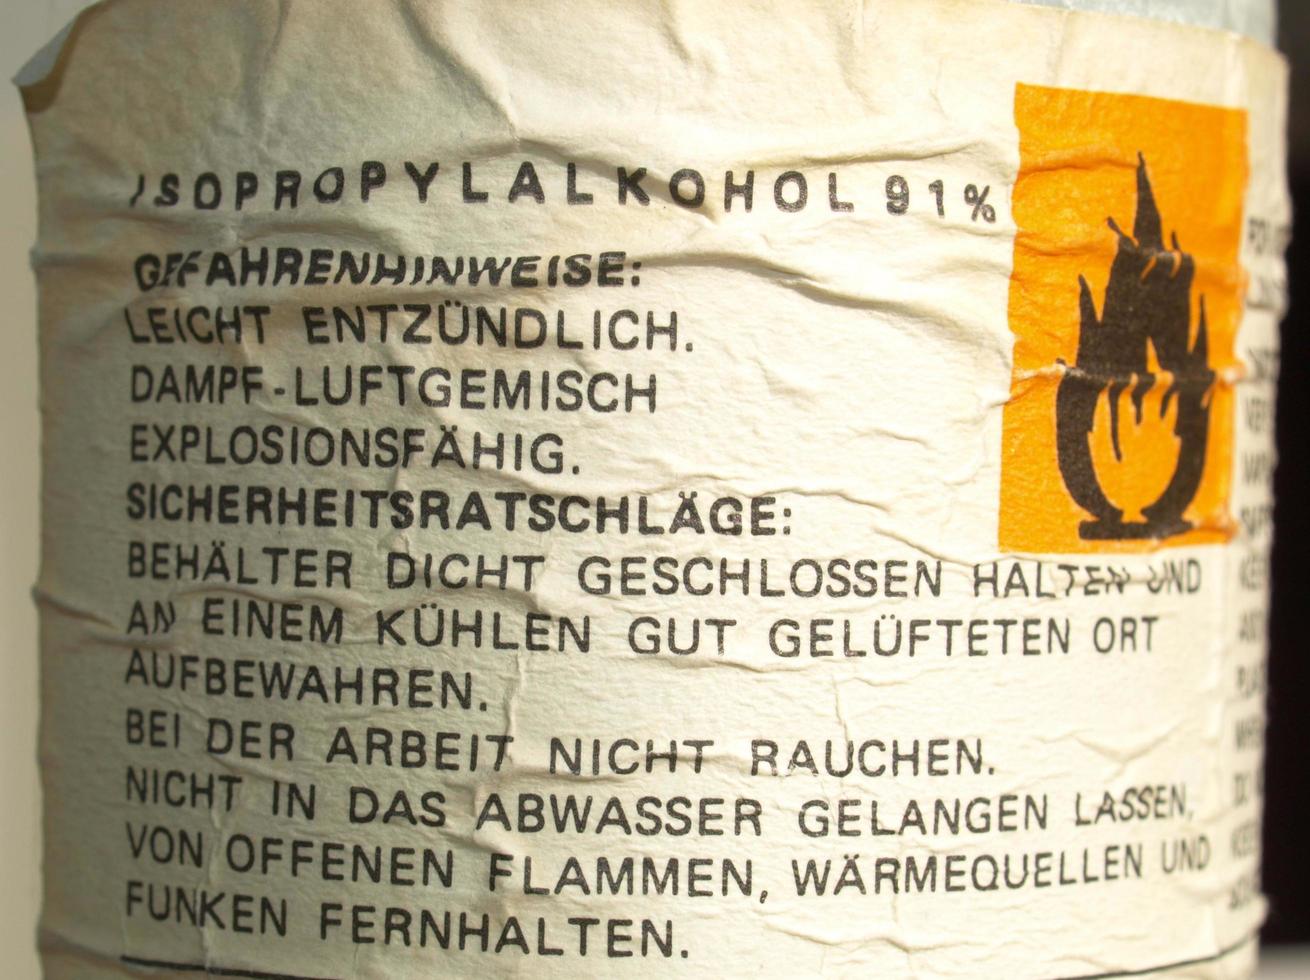 ISOPROPYLALKOHOL 91%
GEFAHRENHINWEISE:
LEICHT ENTZÜNDLICH.
DAMPF-LUFTGEMISCH
EXPLOSIONSFÄHIG.
SICHERHEITSRATSCHLÄGE:
BEHÄLTER DICHT GESCHLOSSEN HALTEN UND
AN EINEM KÜHLEN GUT GELÜFTETEN ORT
AUFBEWAHREN.
BEI DER ARBEIT NICHT RAUCHEN.
NICHT IN DAS ABWASSER GELANGEN LASSEN,
VON OFFENEN FLAMMEN, WÄRMEQUELLEN UND
FUNKEN FERNHALTEN.